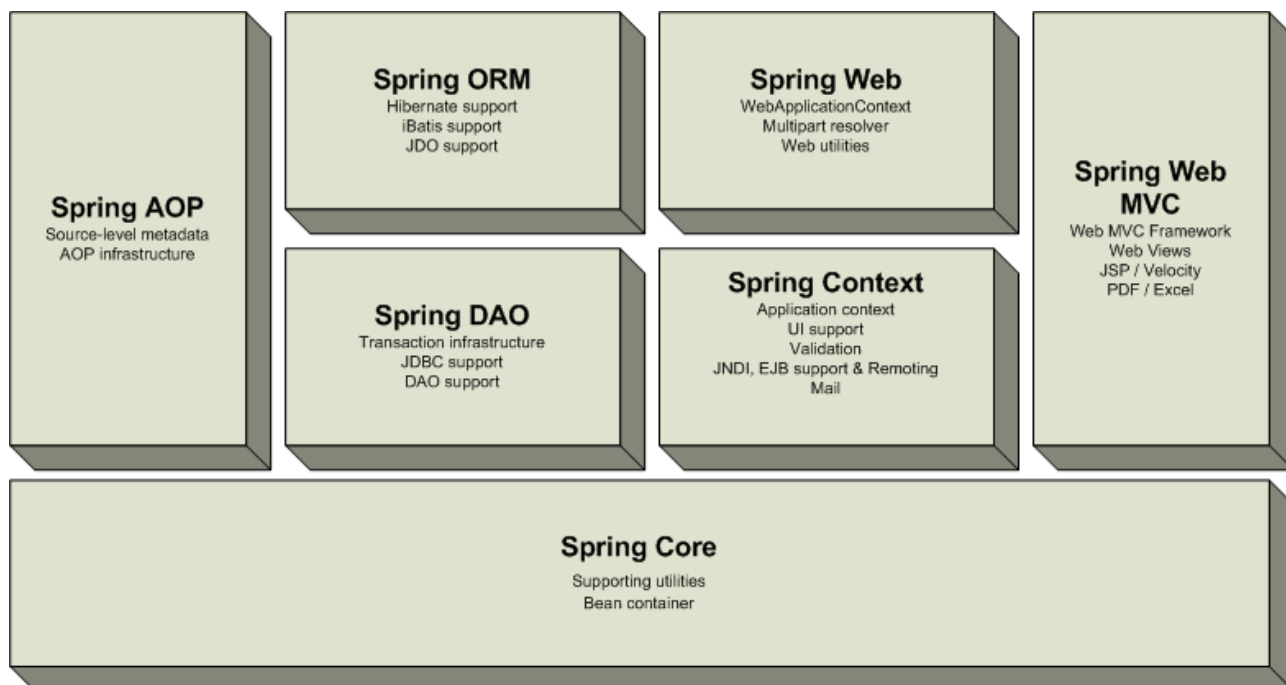 Spring AOP
Source-level metadata
AOP infrastructure
Spring ORM
Hibernate support
iBatis support
JDO support
Spring DAO
Transaction infrastructure
JDBC support
DAO support
Spring Web
WebApplicationContext
Multipart resolver
Web utilities
Spring Context
Application context
UI support
Validation
JNDI, EJB support & Remoting
Mail
Spring Web
MVC
Web MVC Framework
Web Views
JSP / Velocity
PDF / Excel
Spring Core
Supporting utilities
Bean container